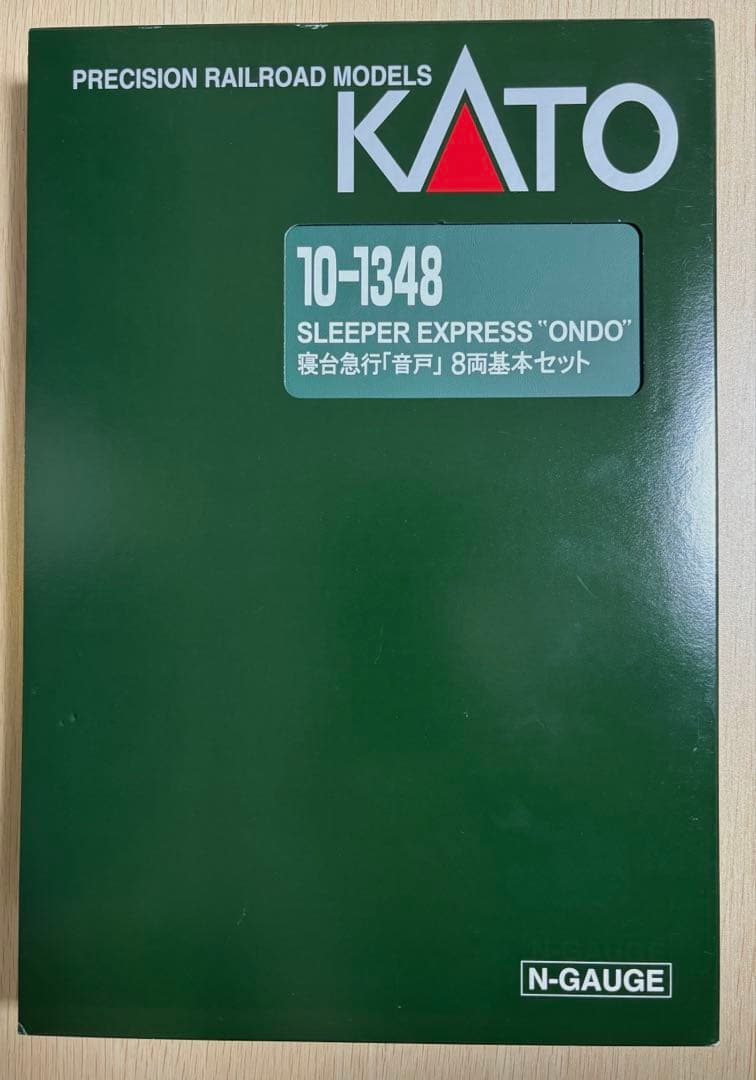 PRECISION RAILROAD MODELS
KATO
10-1348
SLEEPER EXPRESS "ONDO"
寝台急行「音戸」 8両基本セット
N-GAUGE